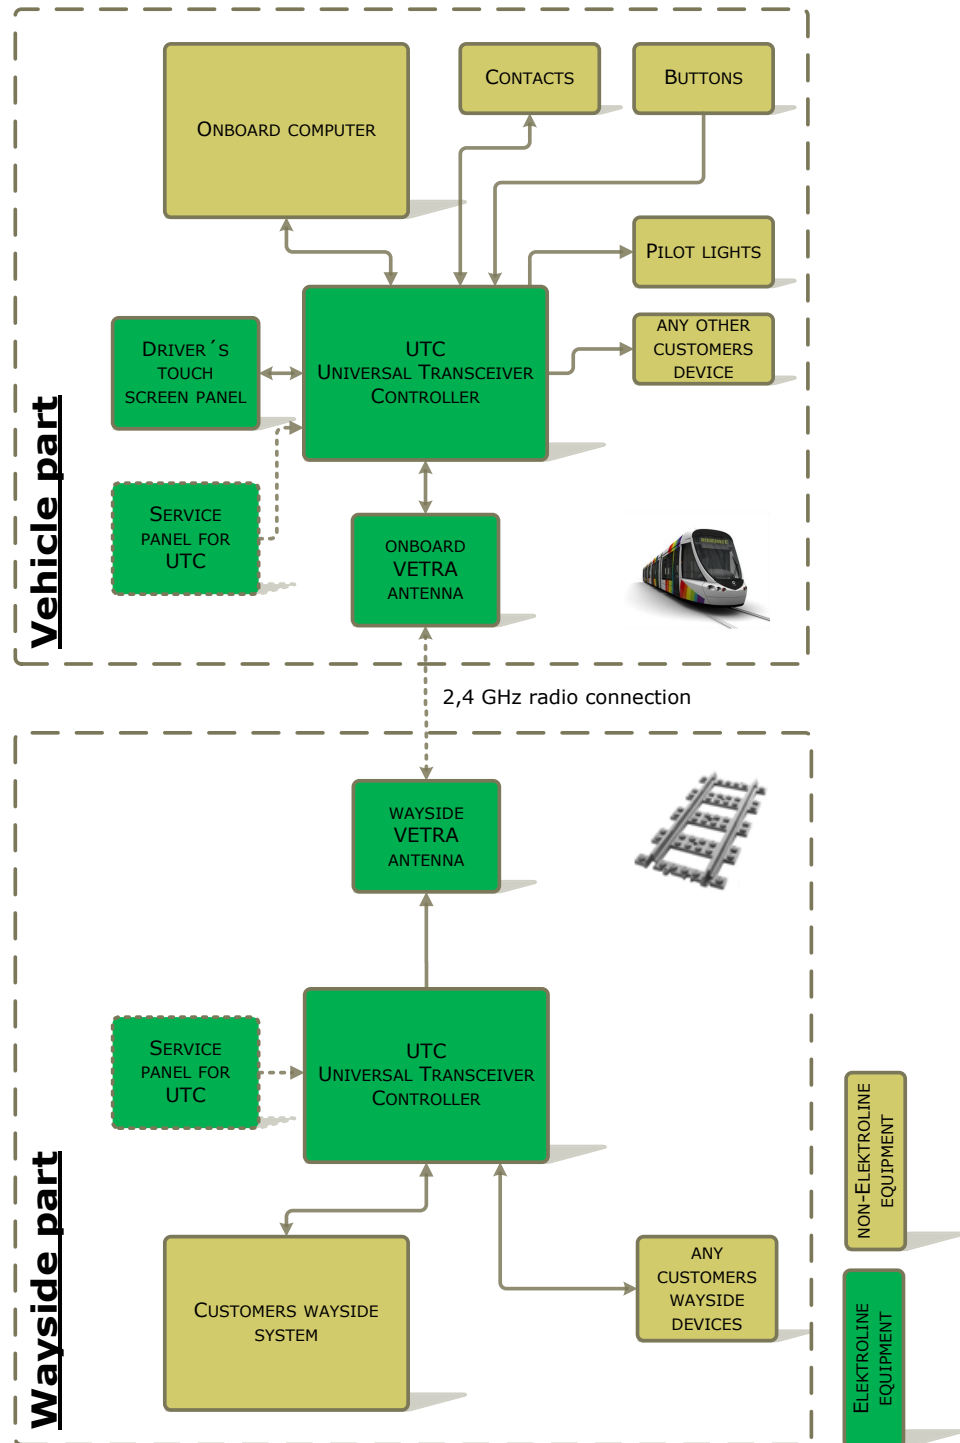 ONBOARD COMPUTER
CONTACTS
BUTTONS
PILOT LIGHTS
ANY OTHER
CUSTOMERS
DEVICE
UTC
UNIVERSAL TRANSCEIVER
CONTROLLER
DRIVER´S
TOUCH
SCREEN PANEL
SERVICE
PANEL FOR
UTC
ONBOARD
VETRA
ANTENNA
Vehicle part
2,4 GHz radio connection
WAYSIDE
VETRA
ANTENNA
SERVICE
PANEL FOR
UTC
UTC
UNIVERSAL TRANSCEIVER
CONTROLLER
CUSTOMERS WAYSIDE
SYSTEM
ANY
CUSTOMERS
WAYSIDE
DEVICES
Wayside part
NON-ELEKTROLINE
EQUIPMENT
ELEKTROLINE
EQUIPMENT